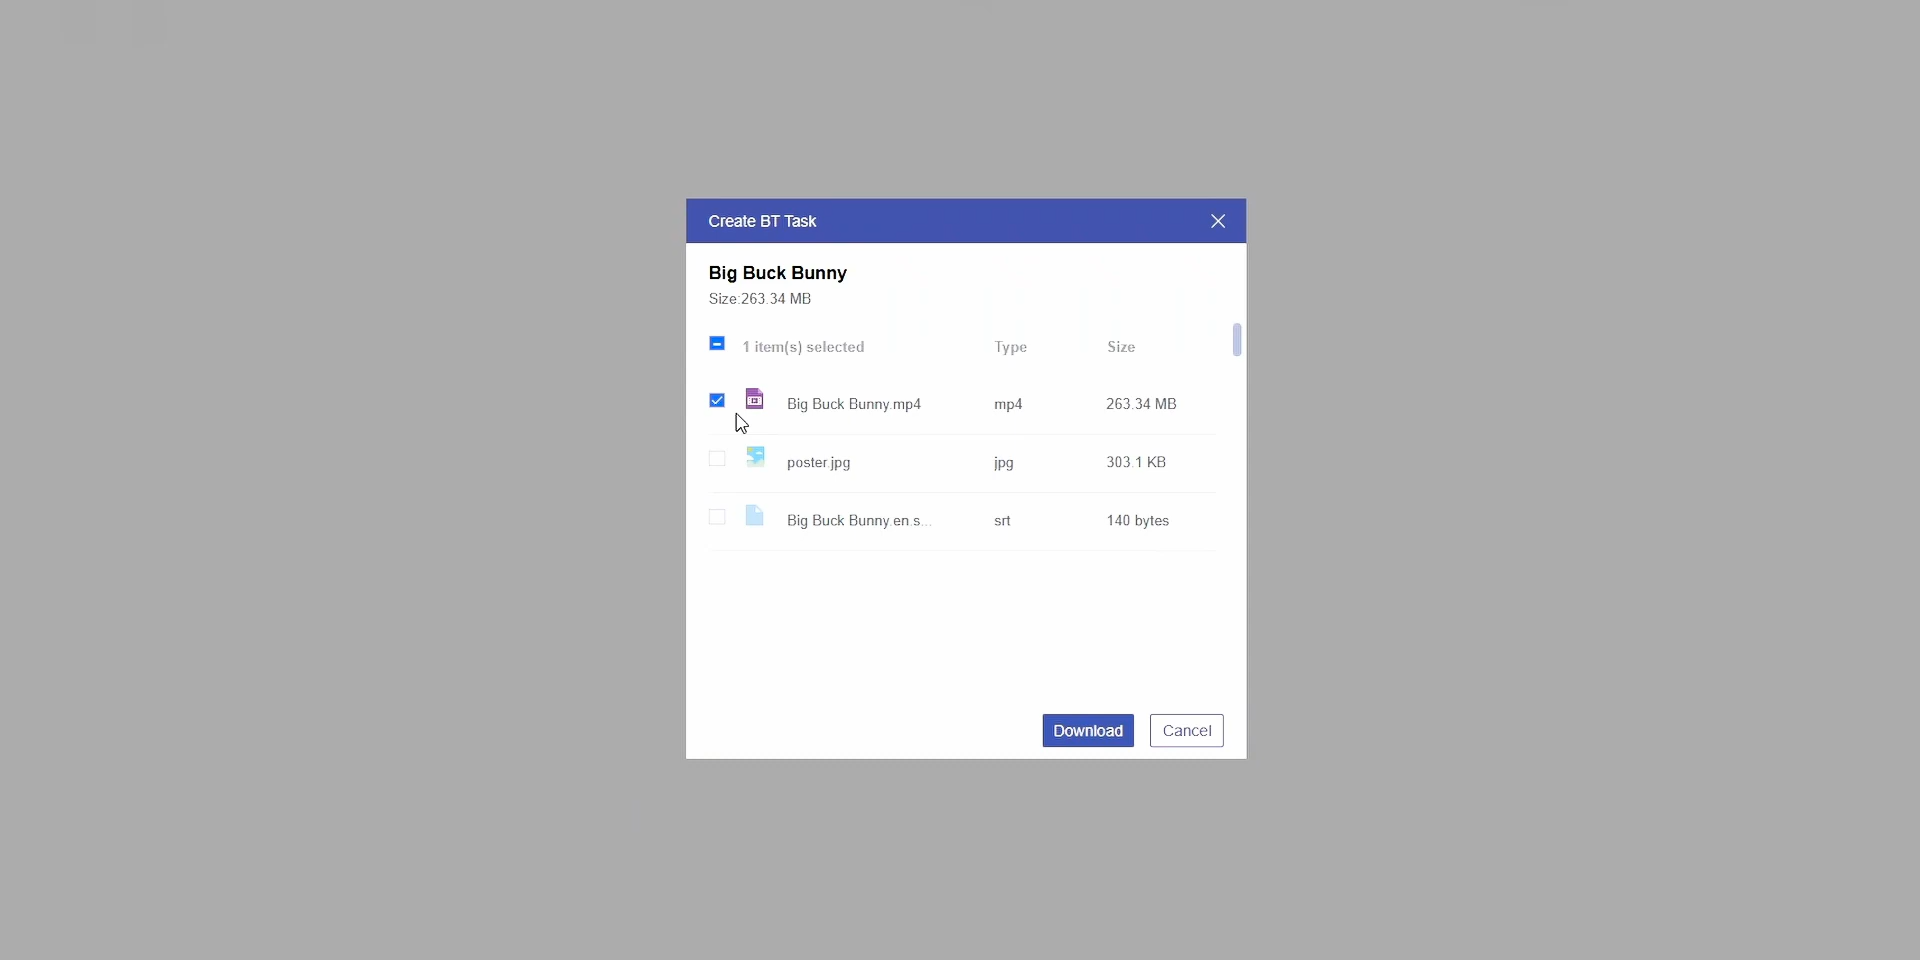 Create BT Task
Big Buck Bunny
Size:263.34 MB
1 item(s) selected Type Size
Big Buck Bunny.mp4 mp4 263.34 MB
poster.jpg jpg 303.1 KB
Big Buck Bunny.en.s... srt 140 bytes
Download Cancel